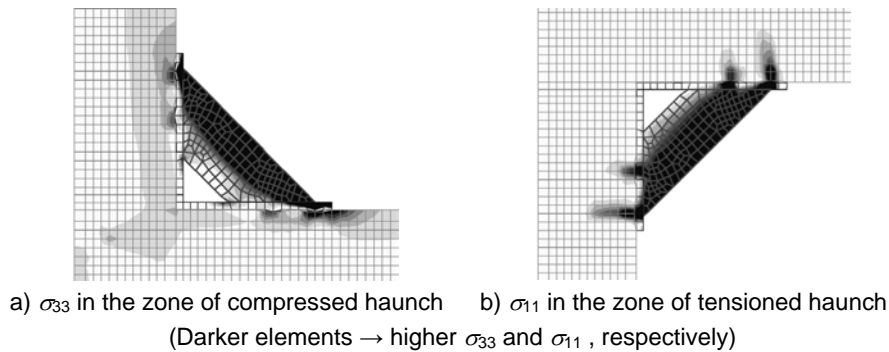 a) σ33 in the zone of compressed haunch b) σ11 in the zone of tensioned haunch
(Darker elements → higher σ33 and σ11 , respectively)